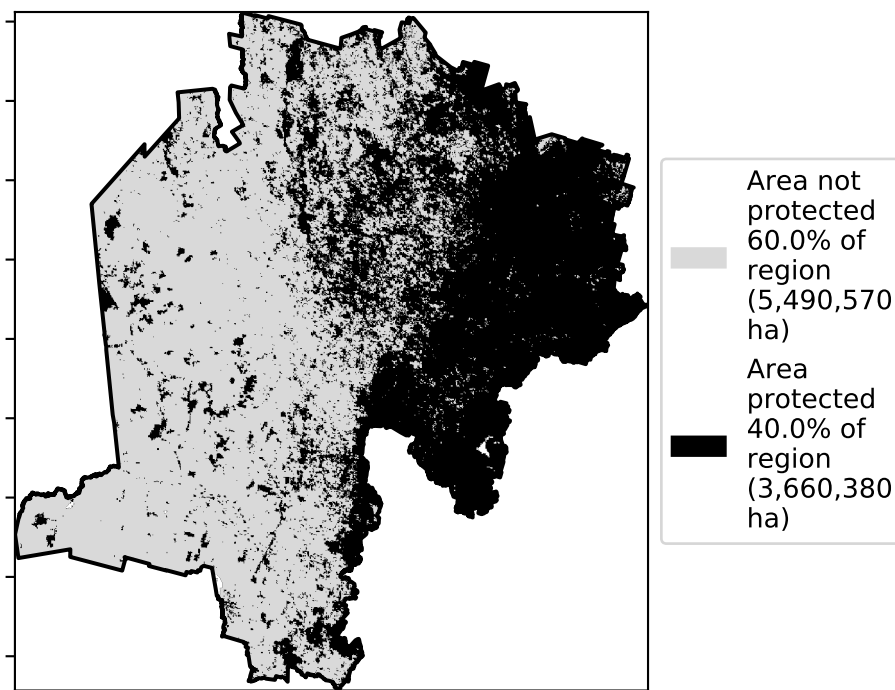 Area not
protected
60.0% of
region
(5,490,570
ha)
Area
protected
40.0% of
region
(3,660,380
ha)